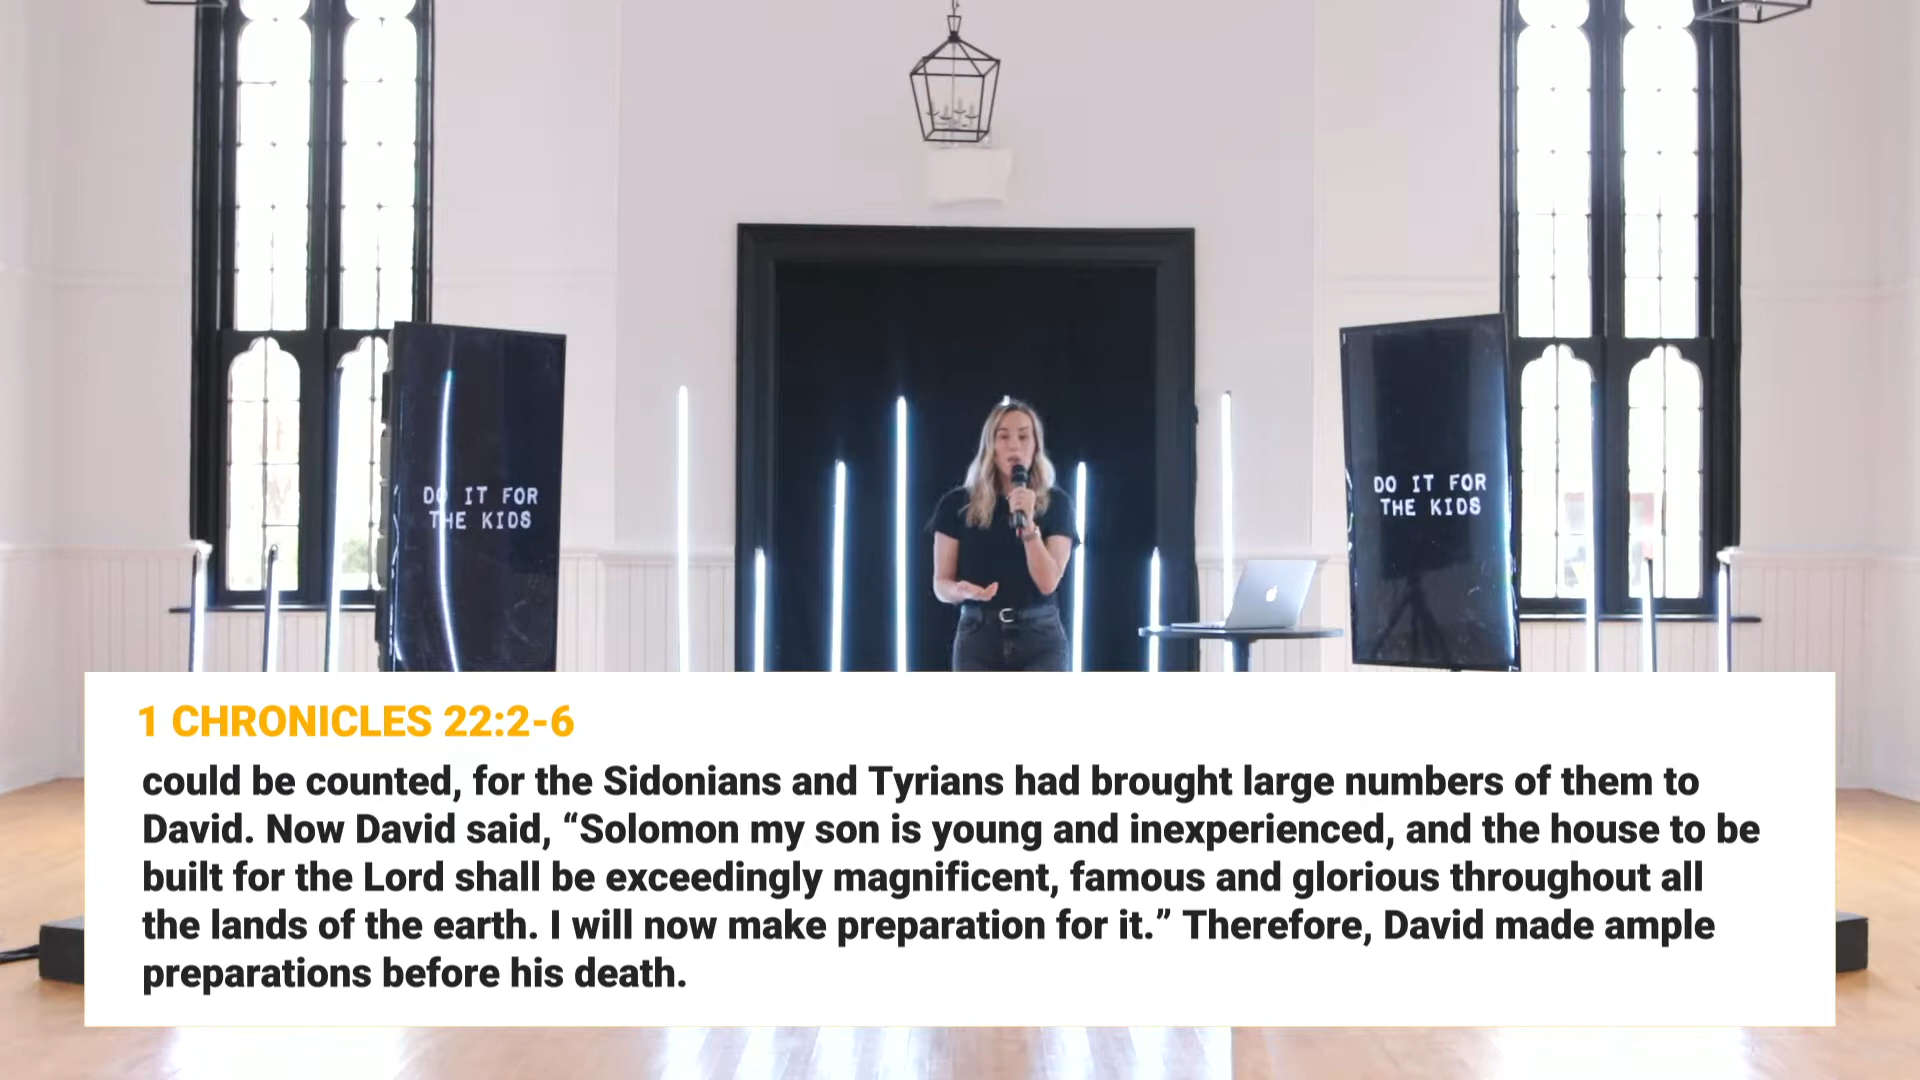 DO IT FOR
THE KIDS
DO IT FOR
THE KIDS
1 CHRONICLES 22:2-6
could be counted, for the Sidonians and Tyrians had brought large numbers of them to
David. Now David said, “Solomon my son is young and inexperienced, and the house to be
built for the Lord shall be exceedingly magnificent, famous and glorious throughout all
the lands of the earth. I will now make preparation for it.” Therefore, David made ample
preparations before his death.